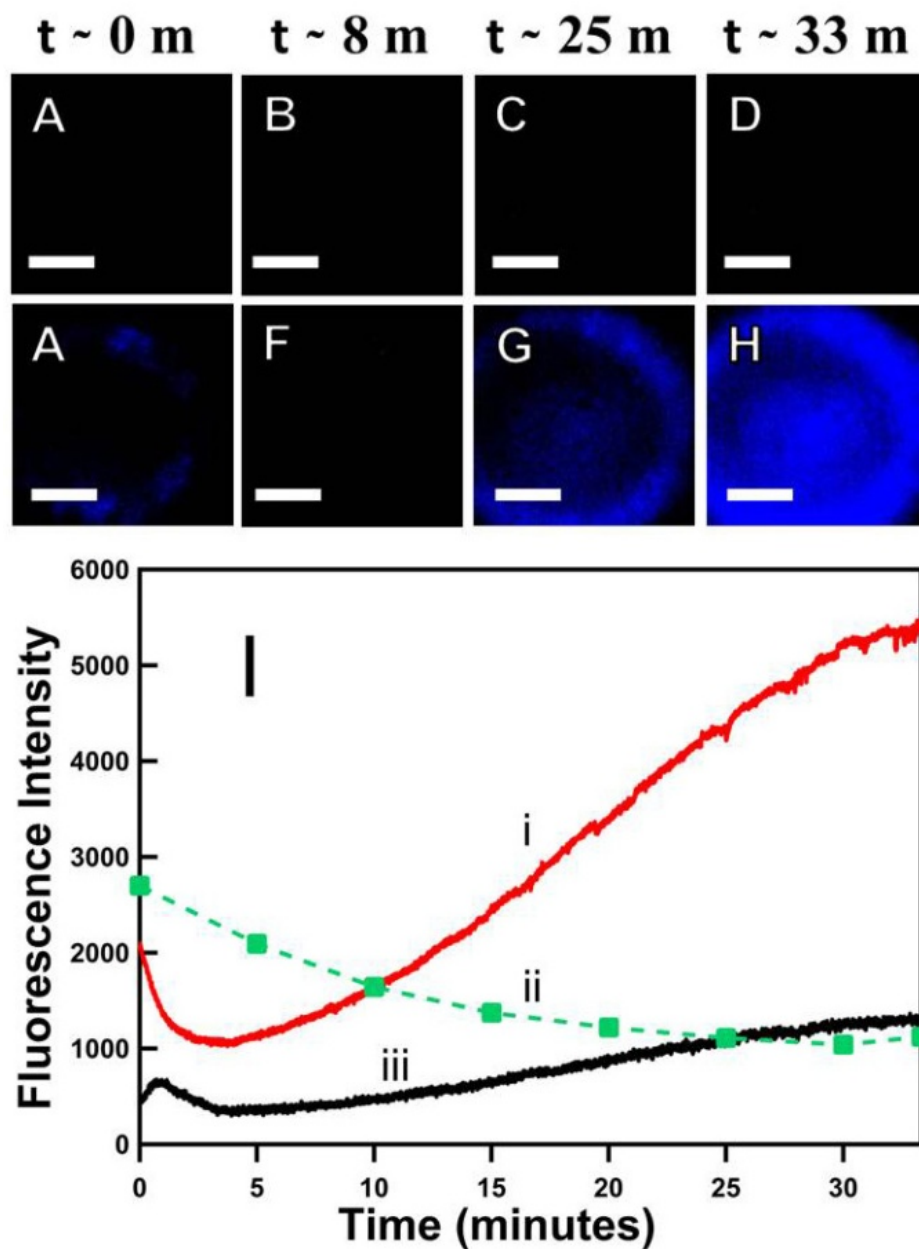 t ~ 0 m t ~ 8 m t ~ 25 m t ~ 33 m
A B C D
A F G H
6000
5000
4000
3000
2000
1000
0
I
i
ii
iii
Fluorescence Intensity
0 5 10 15 20 25 30
Time (minutes)